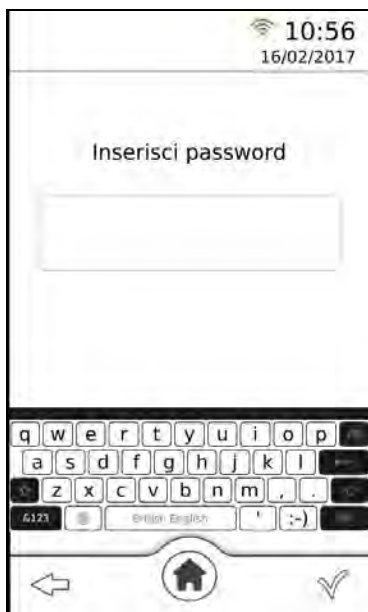 10:56
16/02/2017
Inserisci password
q w e r t y u i o p
a s d f g h j k l
z x c v b n m , .
&123 British English ' :-)